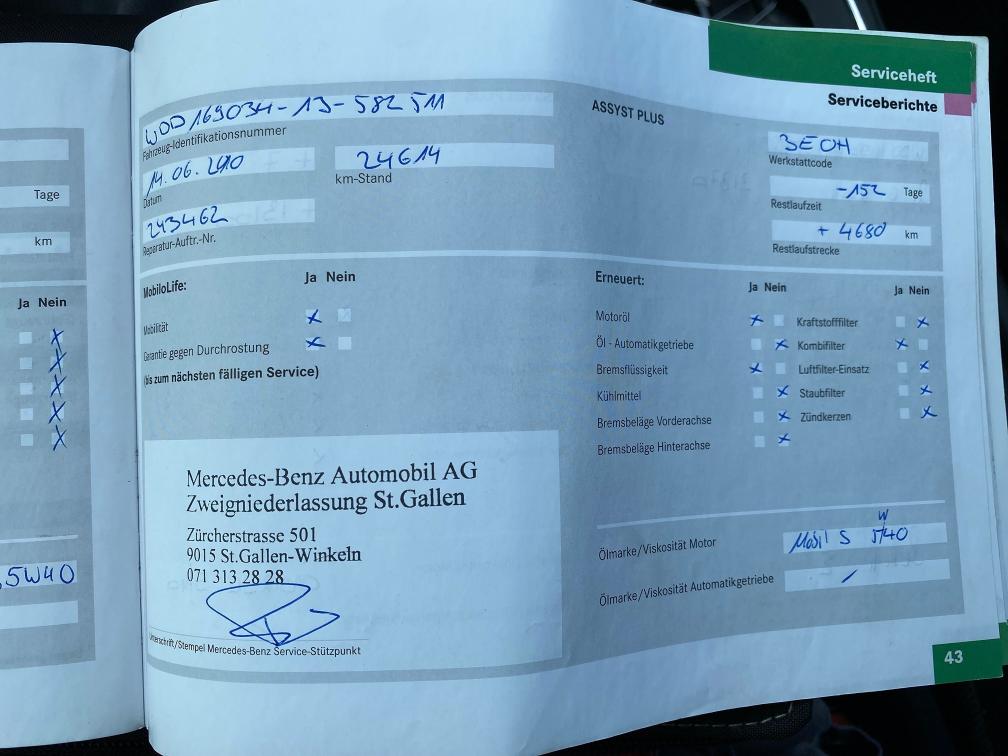 Tage
km
Ja Nein
5W40
Serviceheft
Serviceberichte
WDD169034-1J-582511
Fahrzeug-Identifikationsnummer
14.06.2010
Datum
24614
km-Stand
243462
Reparatur-Auftr.-Nr.
ASSYST PLUS
Werkstattcode
-152 Tage
Restlaufzeit
+ 4680 km
Restlaufstrecke
MobiloLife:
Ja Nein
Mobilität
Garantie gegen Durchrostung
(bis zum nächsten fälligen Service)
Mercedes-Benz Automobil AG
Zweigniederlassung St.Gallen
Zürcherstrasse 501
9015 St.Gallen-Winkeln
071 313 28 28
Unterschrift/Stempel Mercedes-Benz Service-Stützpunkt
Erneuert:
Ja Nein
Ja Nein
Motoröl
Kraftstofffilter
Öl - Automatikgetriebe
Kombifilter
Bremsflüssigkeit
Luftfilter-Einsatz
Kühlmittel
Staubfilter
Bremsbeläge Vorderachse
Zündkerzen
Bremsbeläge Hinterachse
Ölmarke/Viskosität Motor
Mobil S 5W40
Ölmarke/Viskosität Automatikgetriebe
43